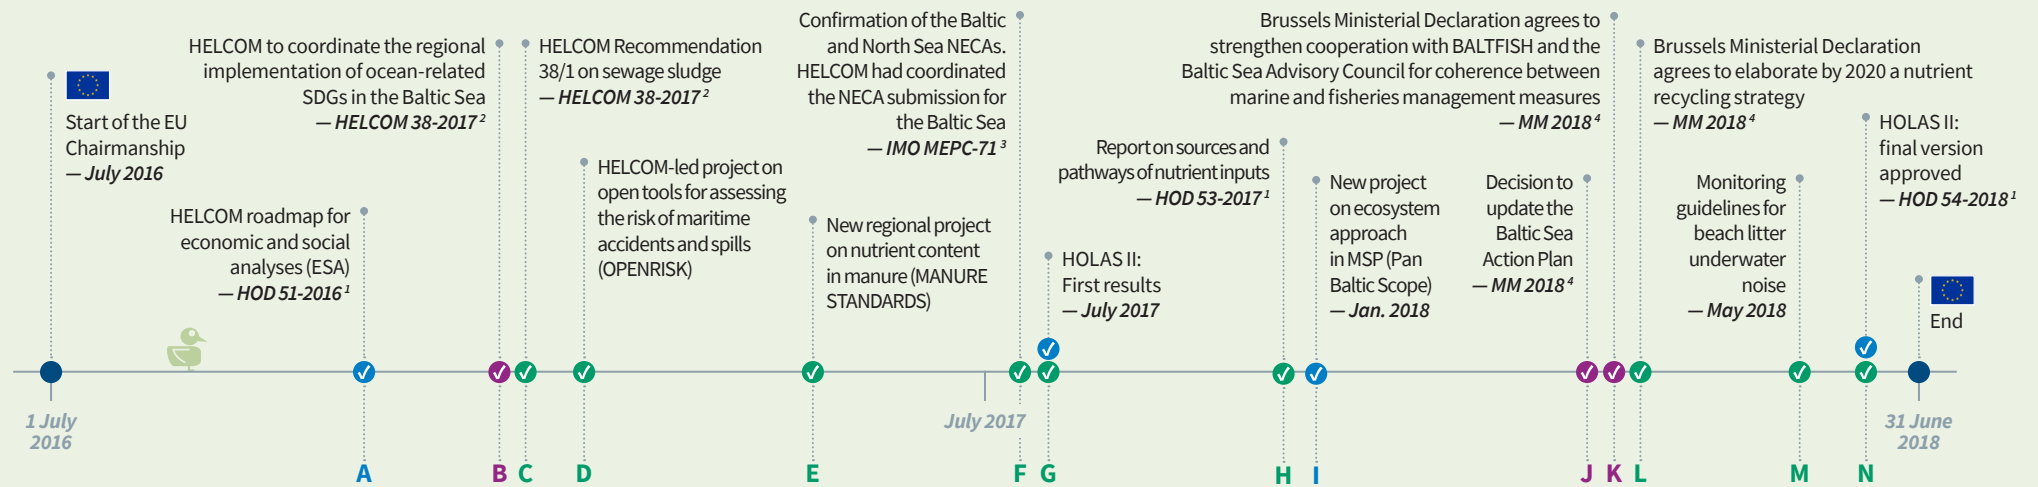 Start of the EU
Chairmanship
— July 2016
HELCOM roadmap for
economic and social
analyses (ESA)
— HOD 51-2016 1
HELCOM to coordinate the regional
implementation of ocean-related
SDGs in the Baltic Sea
— HELCOM 38-2017 2
HELCOM Recommendation
38/1 on sewage sludge
— HELCOM 38-2017 2
HELCOM-led project on
open tools for assessing
the risk of maritime
accidents and spills
(OPENRISK)
New regional project
on nutrient content
in manure (MANURE
STANDARDS)
Confirmation of the Baltic
and North Sea NECAs.
HELCOM had coordinated
the NECA submission for
the Baltic Sea
— IMO MEPC-71 3
HOLAS II:
First results
— July 2017
Report on sources and
pathways of nutrient inputs
— HOD 53-2017 1
New project
on ecosystem
approach
in MSP (Pan
Baltic Scope)
— Jan. 2018
Decision to
update the
Baltic Sea
Action Plan
— MM 2018 4
Brussels Ministerial Declaration agrees to
strengthen cooperation with BALTFISH and the
Baltic Sea Advisory Council for coherence between
marine and fisheries management measures
— MM 2018 4
Brussels Ministerial Declaration
agrees to elaborate by 2020 a nutrient
recycling strategy
— MM 2018 4
Monitoring
guidelines for
beach litter
underwater
noise
— May 2018
HOLAS II:
final version
approved
— HOD 54-2018 1
End
1 July
2016
July 2017
31 June
2018
A B C D E F G H I J K L M N